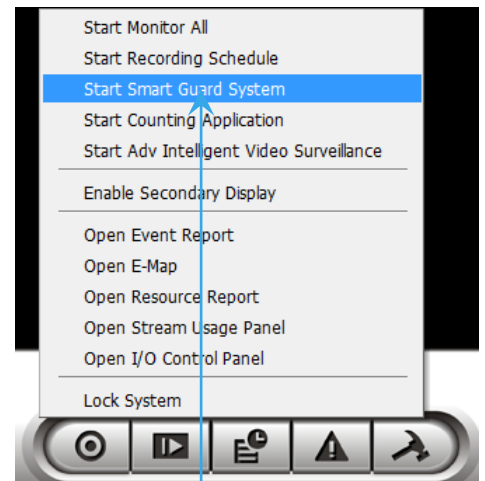 Start Monitor All
Start Recording Schedule
Start Smart Guard System
Start Counting Application
Start Adv Intelligent Video Surveillance
Enable Secondary Display
Open Event Report
Open E-Map
Open Resource Report
Open Stream Usage Panel
Open I/O Control Panel
Lock System